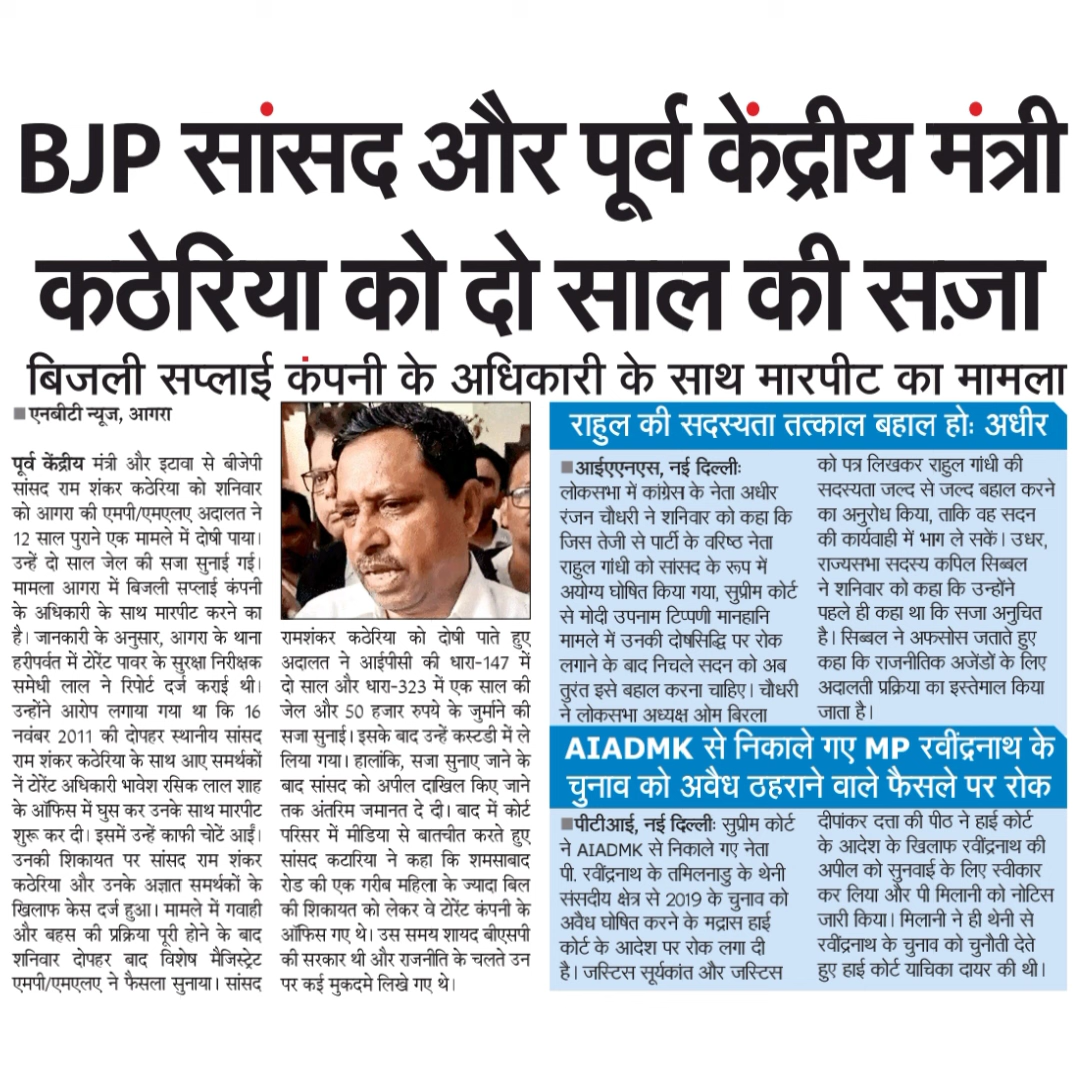 BJP सांसद और पूर्व केंद्रीय मंत्री
कठेरिया को दो साल की सज़ा
बिजली सप्लाई कंपनी के अधिकारी के साथ मारपीट का मामला
■ एनबीटी न्यूज, आगरा
पूर्व केंद्रीय मंत्री और इटावा से बीजेपी
सांसद राम शंकर कठेरिया को शनिवार
को आगरा की एमपी/एमएलए अदालत ने
12 साल पुराने एक मामले में दोषी पाया।
उन्हें दो साल जेल की सजा सुनाई गई।
मामला आगरा में बिजली सप्लाई कंपनी
के अधिकारी के साथ मारपीट करने का
है। जानकारी के अनुसार, आगरा के थाना
हरीपर्वत में टोरेंट पावर के सुरक्षा निरीक्षक
समेधी लाल ने रिपोर्ट दर्ज कराई थी।
उन्होंने आरोप लगाया गया था कि 16
नवंबर 2011 की दोपहर स्थानीय सांसद
राम शंकर कठेरिया के साथ आए समर्थकों
नें टोरेंट अधिकारी भावेश रसिक लाल शाह
के ऑफिस में घुस कर उनके साथ मारपीट
शुरू कर दी। इसमें उन्हें काफी चोटें आईं।
उनकी शिकायत पर सांसद राम शंकर
कठेरिया और उनके अज्ञात समर्थकों के
खिलाफ केस दर्ज हुआ। मामले में गवाही
और बहस की प्रक्रिया पूरी होने के बाद
शनिवार दोपहर बाद विशेष मैजिस्ट्रेट
एमपी/एमएलए ने फैसला सुनाया। सांसद
रामशंकर कठेरिया को दोषी पाते हुए
अदालत ने आईपीसी की धारा-147 में
दो साल और धारा-323 में एक साल की
जेल और 50 हजार रुपये के जुर्माने की
सजा सुनाई। इसके बाद उन्हें कस्टडी में ले
लिया गया। हालांकि, सजा सुनाए जाने के
बाद सांसद को अपील दाखिल किए जाने
तक अंतरिम जमानत दे दी। बाद में कोर्ट
परिसर में मीडिया से बातचीत करते हुए
सांसद कटारिया ने कहा कि शमसाबाद
रोड की एक गरीब महिला के ज्यादा बिल
की शिकायत को लेकर वे टोरेंट कंपनी के
ऑफिस गए थे। उस समय शायद बीएसपी
की सरकार थी और राजनीति के चलते उन
पर कई मुकदमे लिखे गए थे।
राहुल की सदस्यता तत्काल बहाल हो: अधीर
■आईएएनएस, नई दिल्ली:
लोकसभा में कांग्रेस के नेता अधीर
रंजन चौधरी ने शनिवार को कहा कि
जिस तेजी से पार्टी के वरिष्ठ नेता
राहुल गांधी को सांसद के रूप में
अयोग्य घोषित किया गया, सुप्रीम कोर्ट
से मोदी उपनाम टिप्पणी मानहानि
मामले में उनकी दोषसिद्धि पर रोक
लगाने के बाद निचले सदन को अब
तुरंत इसे बहाल करना चाहिए। चौधरी
ने लोकसभा अध्यक्ष ओम बिरला
को पत्र लिखकर राहुल गांधी की
सदस्यता जल्द से जल्द बहाल करने
का अनुरोध किया, ताकि वह सदन
की कार्यवाही में भाग ले सकें। उधर,
राज्यसभा सदस्य कपिल सिब्बल
ने शनिवार को कहा कि उन्होंने
पहले ही कहा था कि सजा अनुचित
है। सिब्बल ने अफसोस जताते हुए
कहा कि राजनीतिक अजेंडों के लिए
अदालती प्रक्रिया का इस्तेमाल किया
जाता है।
AIADMK से निकाले गए MP रवींद्रनाथ के
चुनाव को अवैध ठहराने वाले फैसले पर रोक
■पीटीआई, नई दिल्ली: सुप्रीम कोर्ट
ने AIADMK से निकाले गए नेता
पी. रवींद्रनाथ के तमिलनाडु के थेनी
संसदीय क्षेत्र से 2019 के चुनाव को
अवैध घोषित करने के मद्रास हाई
कोर्ट के आदेश पर रोक लगा दी
है। जस्टिस सूर्यकांत और जस्टिस
दीपांकर दत्ता की पीठ ने हाई कोर्ट
के आदेश के खिलाफ रवींद्रनाथ की
अपील को सुनवाई के लिए स्वीकार
कर लिया और पी मिलानी को नोटिस
जारी किया। मिलानी ने ही थेनी से
रवींद्रनाथ के चुनाव को चुनौती देते
हुए हाई कोर्ट याचिका दायर की थी।